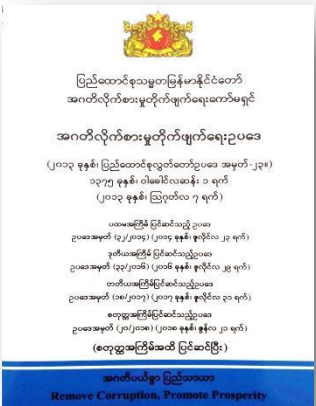 ပြည်ထောင်စုသမ္မတမြန်မာနိုင်ငံတော်
အဂတိလိုက်စားမှုတိုက်ဖျက်ရေးကော်မရှင်
အဂတိလိုက်စားမှုတိုက်ဖျက်ရေးဥပဒေ
(၂၀၁၃ ခုနှစ်၊ ပြည်ထောင်စုလွှတ်တော်ဥပဒေ အမှတ်-၂၃။)
၁၃၇၅ ခုနှစ်၊ ဝါခေါင်လဆန်း ၁ ရက်
(၂၀၁၃ ခုနှစ်၊ ဩဂုတ်လ ၇ ရက်)
ပထမအကြိမ် ပြင်ဆင်သည့် ဥပဒေ
ဥပဒေအမှတ် (၃၂/၂၀၁၄) (၂၀၁၄ ခုနှစ်၊ ဇူလိုင်လ ၂၃ ရက်)
ဒုတိယအကြိမ် ပြင်ဆင်သည့်ဥပဒေ
ဥပဒေအမှတ် (၃၃/၂၀၁၆) (၂၀၁၆ ခုနှစ်၊ ဇူလိုင်လ ၂၉ ရက်)
တတိယအကြိမ် ပြင်ဆင်သည့်ဥပဒေ
ဥပဒေအမှတ် (၁၈/၂၀၁၇) (၂၀၁၇ ခုနှစ်၊ ဇူလိုင်လ ၃၁ ရက်)
စတုတ္ထအကြိမ်ပြင်ဆင်သည့်ဥပဒေ
ဥပဒေအမှတ် (၂၀/၂၀၁၈) (၂၀၁၈ ခုနှစ်၊ ဇွန်လ ၂၁ ရက်)
(စတုတ္ထအကြိမ်အထိ ပြင်ဆင်ပြီး)
အဂတိပယ်ခွာ ပြည်သာယာ
Remove Corruption, Promote Prosperity